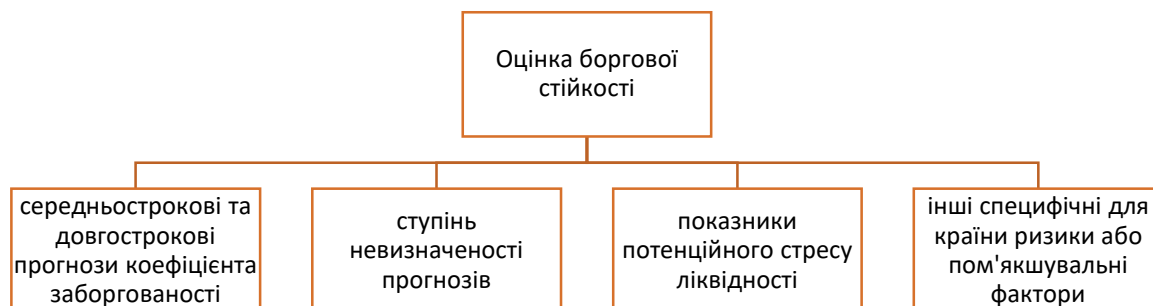 Оцінка боргової
стійкості
середньострокові та
довгострокові
прогнози коефіцієнта
заборгованості
ступінь
невизначеності
прогнозів
показники
потенційного стресу
ліквідності
інші специфічні для
країни ризики або
пом'якшувальні
фактори